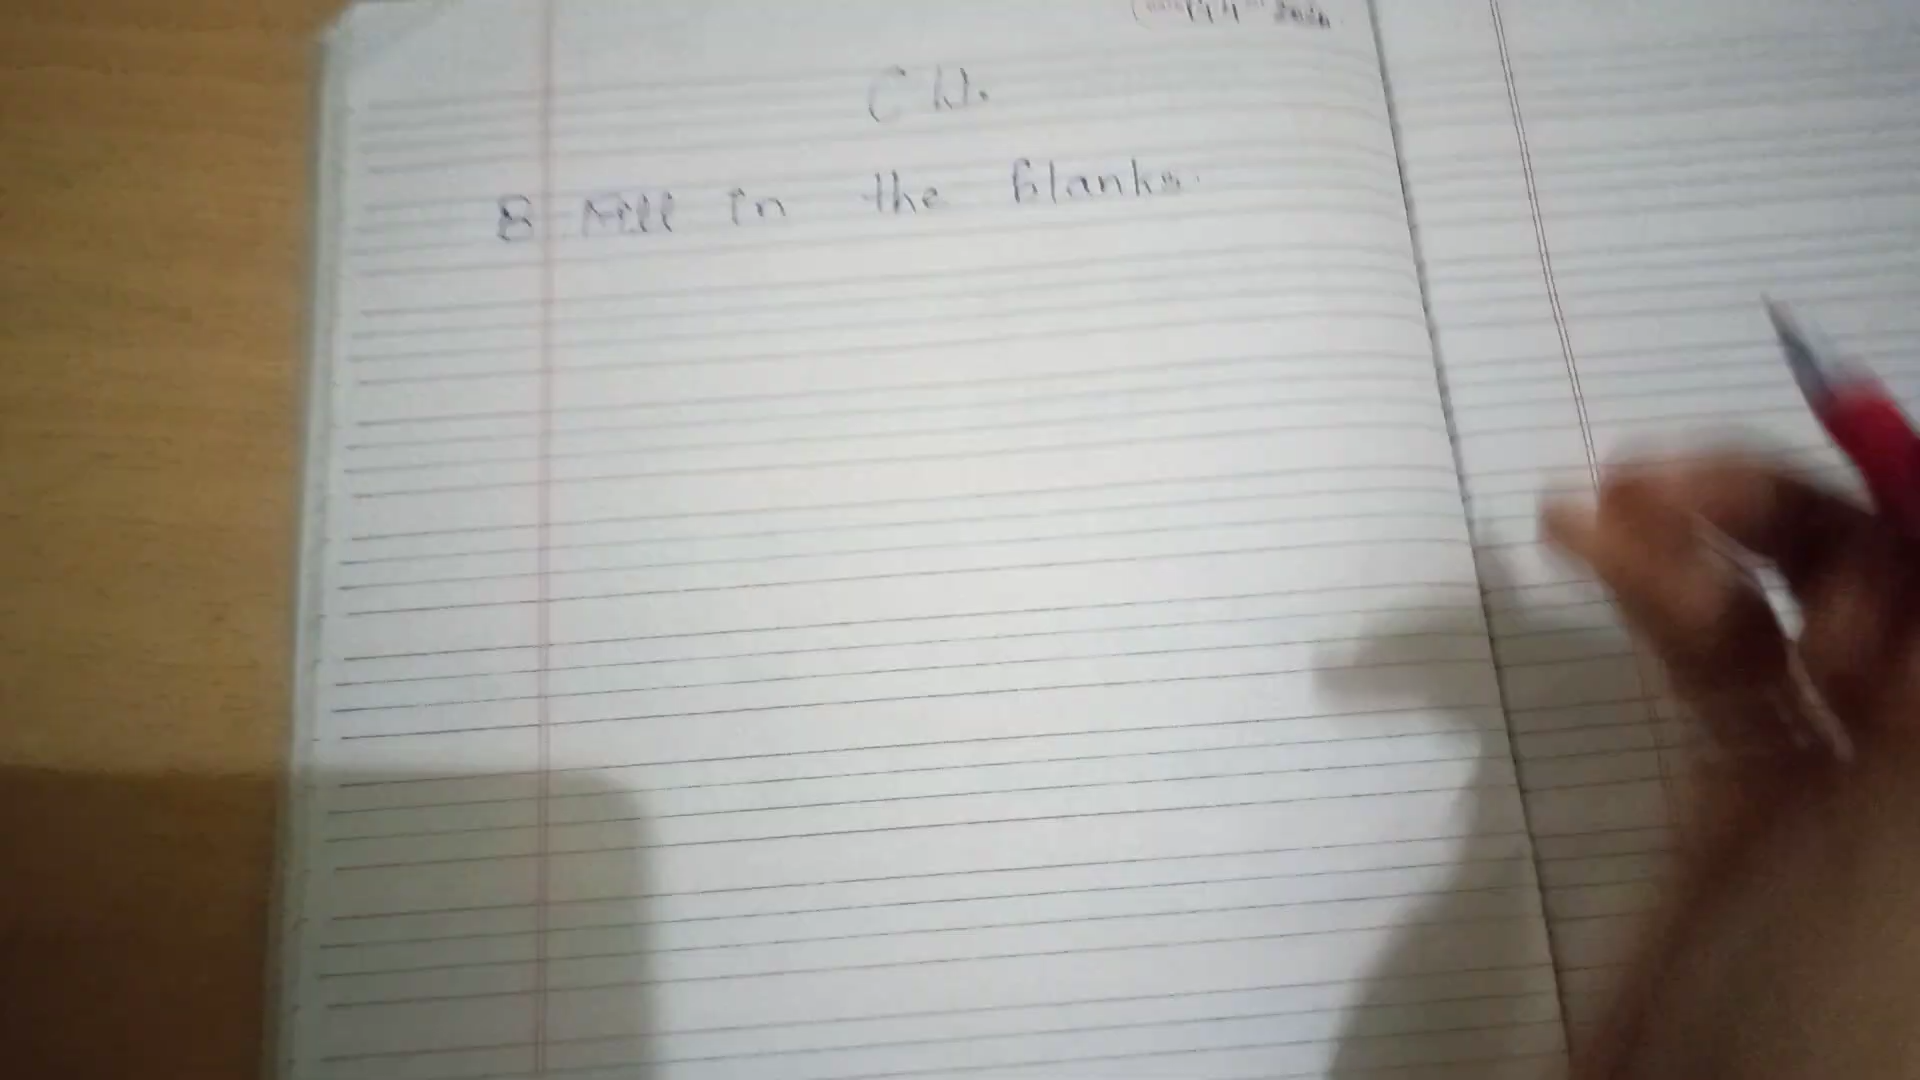 C W.
B Fill in the blanks.